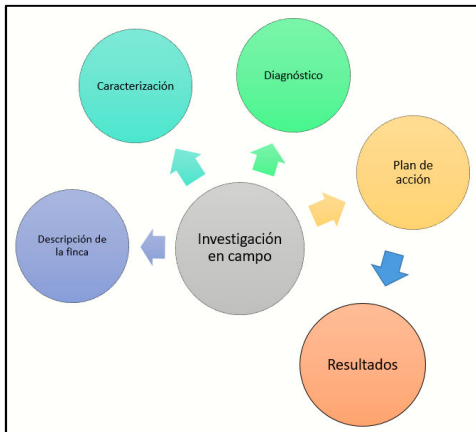 Caracterización
Diagnóstico
Plan de
acción
Descripción de
la finca
Investigación
en campo
Resultados